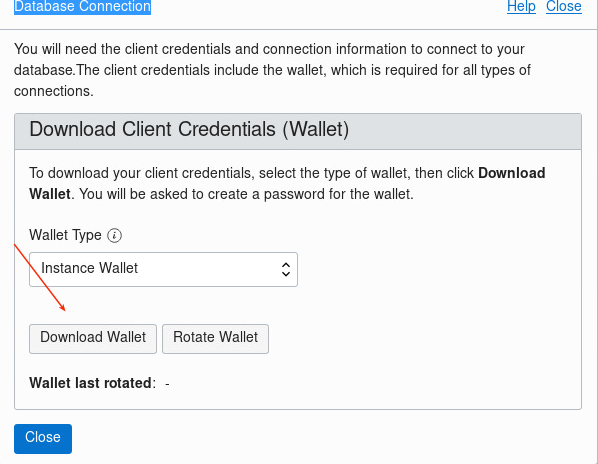 Database Connection Help Close
You will need the client credentials and connection information to connect to your
database.The client credentials include the wallet, which is required for all types of
connections.
Download Client Credentials (Wallet)
To download your client credentials, select the type of wallet, then click Download
Wallet. You will be asked to create a password for the wallet.
Wallet Type i
Instance Wallet
Download Wallet Rotate Wallet
Wallet last rotated: -
Close